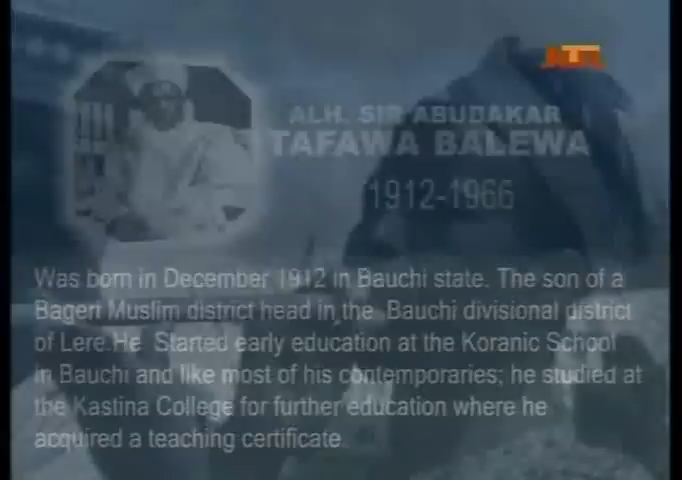 ALH. SIR ABUDAKAR
TAFAWA BALEWA
1912-1966
Was born in December 1912 in Bauchi state. The son of a
Bageri Muslim district head in the Bauchi divisional district
of Lere.He Started early education at the Koranic School
in Bauchi and like most of his contemporaries; he studied at
the Kastina College for further education where he
acquired a teaching certificate